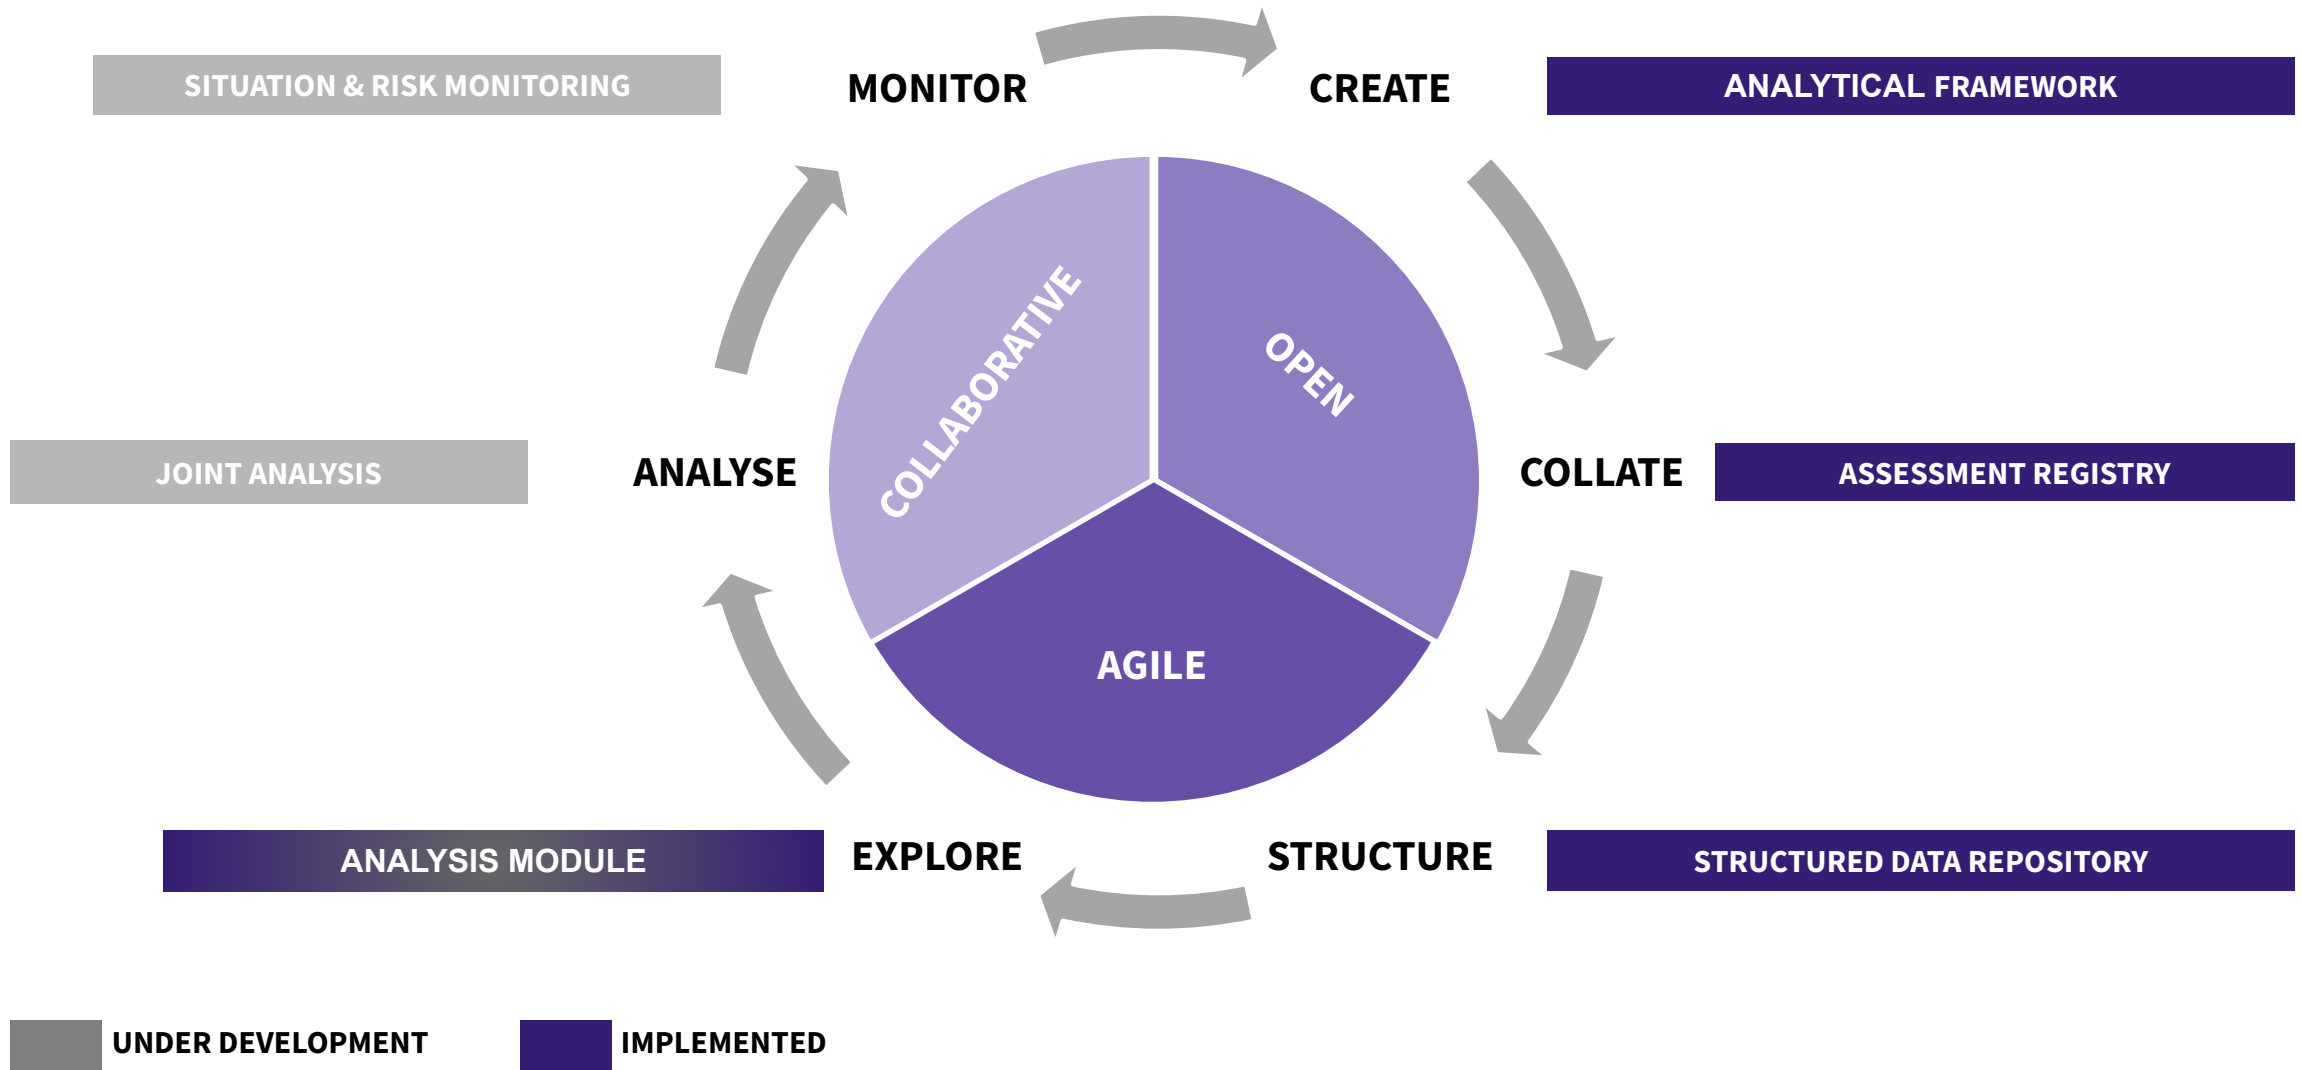 SITUATION & RISK MONITORING
MONITOR
CREATE
ANALYTICAL FRAMEWORK
COLLABORATIVE
OPEN
JOINT ANALYSIS
ANALYSE
COLLATE
ASSESSMENT REGISTRY
AGILE
ANALYSIS MODULE
EXPLORE
STRUCTURE
STRUCTURED DATA REPOSITORY
UNDER DEVELOPMENT
IMPLEMENTED